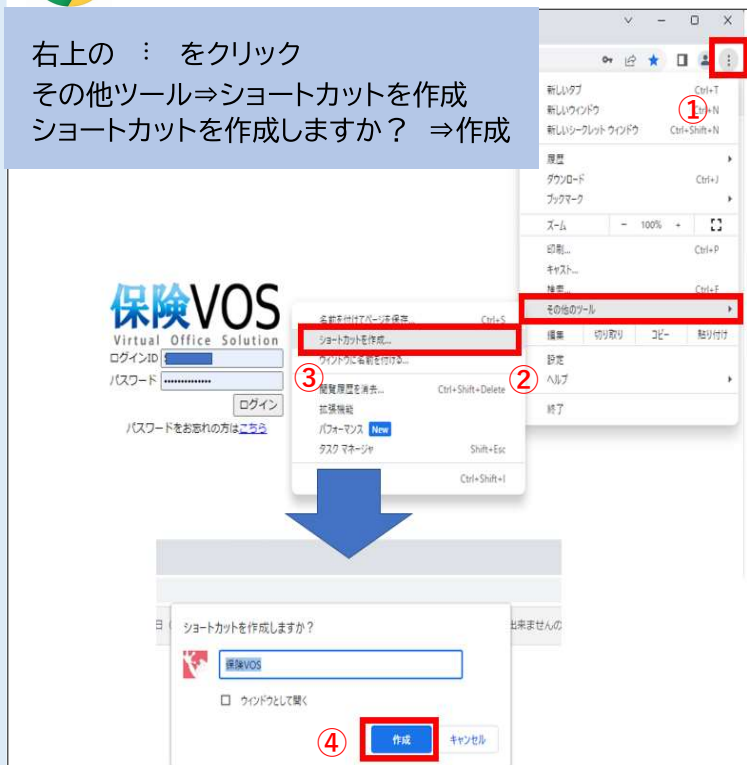 右上の ⋮ をクリック
その他ツール⇒ショートカットを作成
ショートカットを作成しますか？ ⇒作成
①
新しいタブ Ctrl+T
新しいウィンドウ Ctrl+N
新しいシークレット ウィンドウ Ctrl+Shift+N
履歴
ダウンロード Ctrl+J
ブックマーク
ズーム - 100% +
印刷... Ctrl+P
キャスト...
検索... Ctrl+F
その他のツール
編集 切り取り コピー 貼り付け
設定
ヘルプ
終了
②
保険VOS
Virtual Office Solution
ログインID
パスワード ••••••••••••••
ログイン
パスワードをお忘れの方はこちら
名前を付けてページを保存... Ctrl+S
ショートカットを作成...
ウィンドウに名前を付ける...
③
閲覧履歴を消去... Ctrl+Shift+Delete
拡張機能
パフォーマンス New
タスク マネージャ Shift+Esc
Ctrl+Shift+I
日
出来ませんの
ショートカットを作成しますか？
保険VOS
ウィンドウとして開く
④
作成 キャンセル